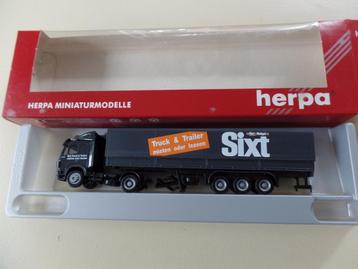 HERPA MINIATURMODELLE
herpa
Truck & Trailer
mieten oder leasen
Sixt